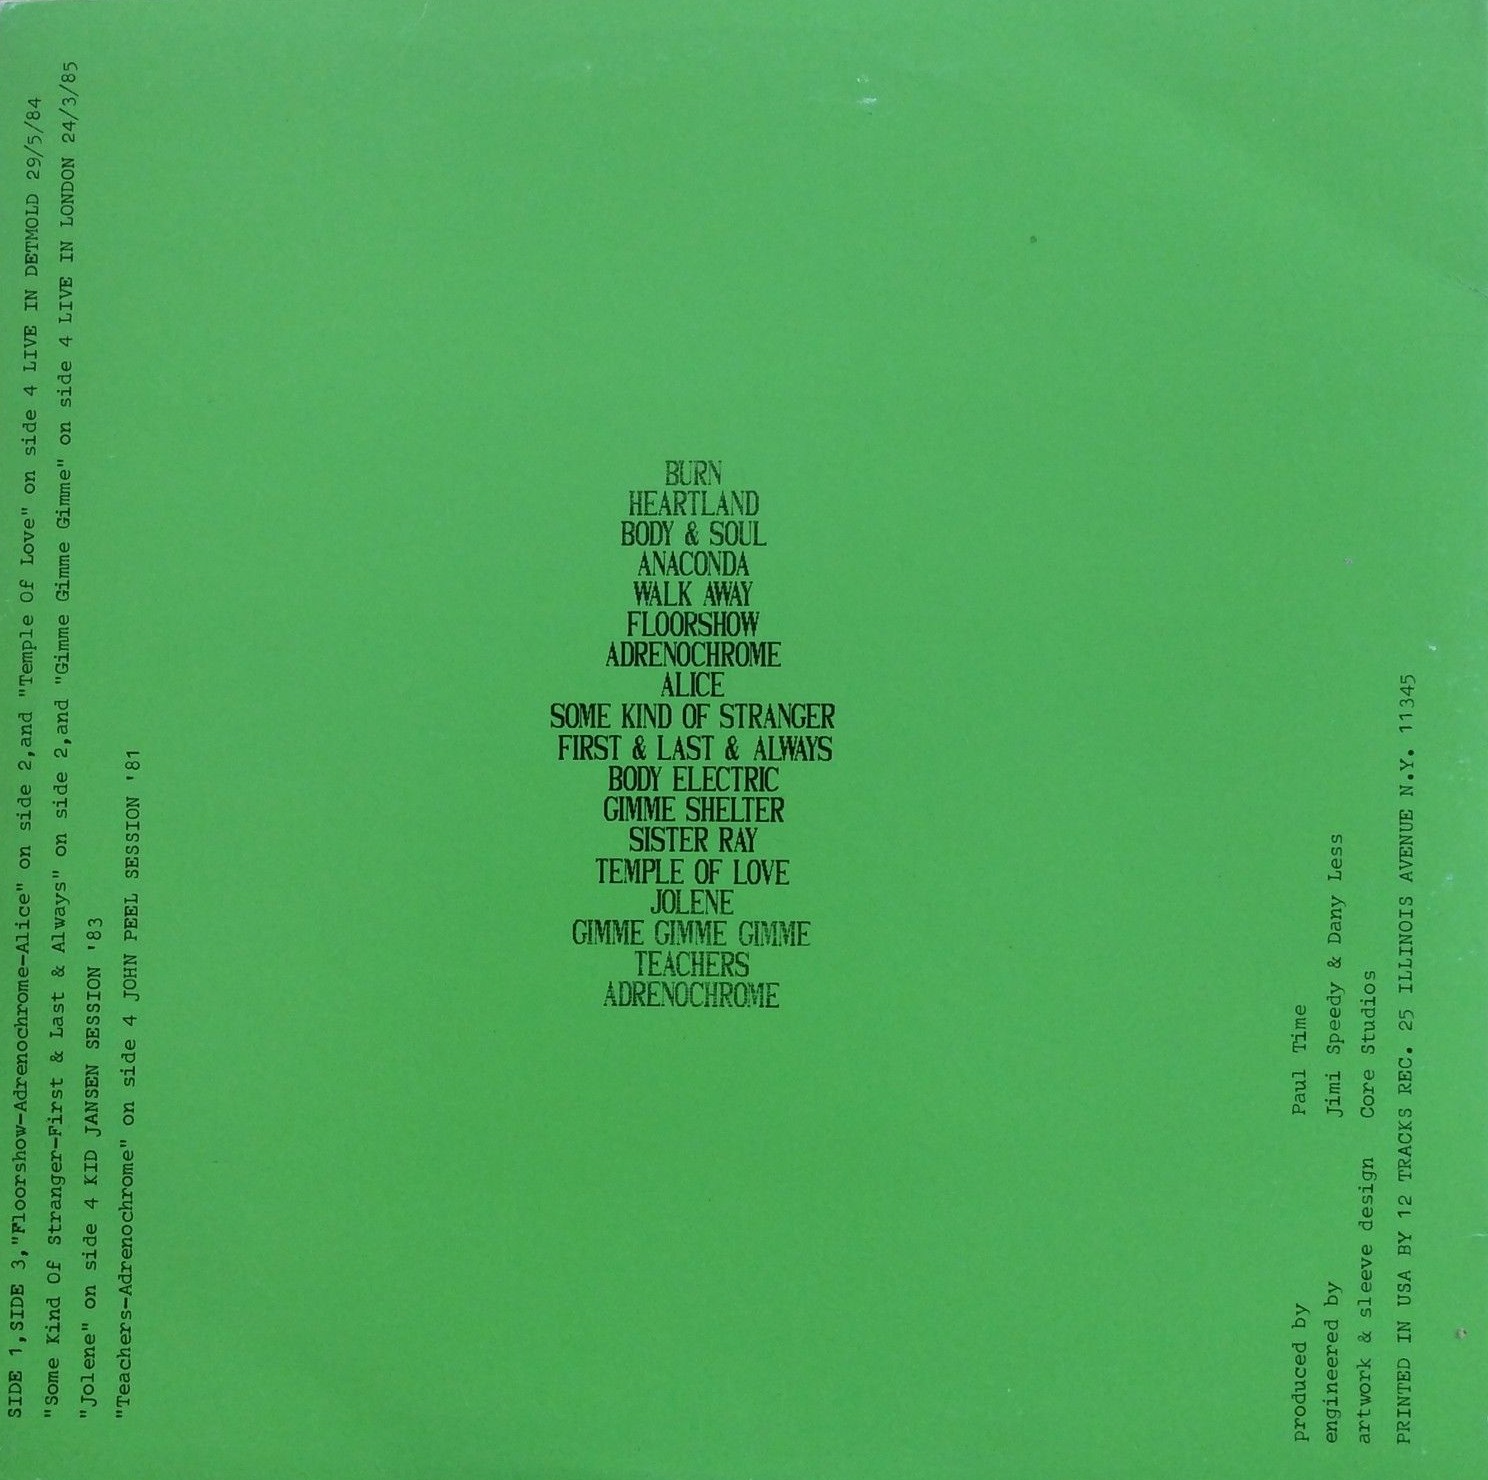 SIDE 1,SIDE 3,"Floorshow-Adrenochrome-Alice" on side 2,and "Temple Of Love" on side 4 LIVE IN DETMOLD 29/5/84
"Some Kind Of Stranger-First & Last & Always" on side 2,and "Gimme Gimme Gimme" on side 4 LIVE IN LONDON 24/3/85
"Jolene" on side 4 KID JANSEN SESSION '83
"Teachers-Adrenochrome" on side 4 JOHN PEEL SESSION '81
BURN
HEARTLAND
BODY & SOUL
ANACONDA
WALK AWAY
FLOORSHOW
ADRENOCHROME
ALICE
SOME KIND OF STRANGER
FIRST & LAST & ALWAYS
BODY ELECTRIC
GIMME SHELTER
SISTER RAY
TEMPLE OF LOVE
JOLENE
GIMME GIMME GIMME
TEACHERS
ADRENOCHROME
produced by Paul Time
engineered by Jimi Speedy & Dany Less
artwork & sleeve design Core Studios
PRINTED IN USA BY 12 TRACKS REC. 25 ILLINOIS AVENUE N.Y. 11345